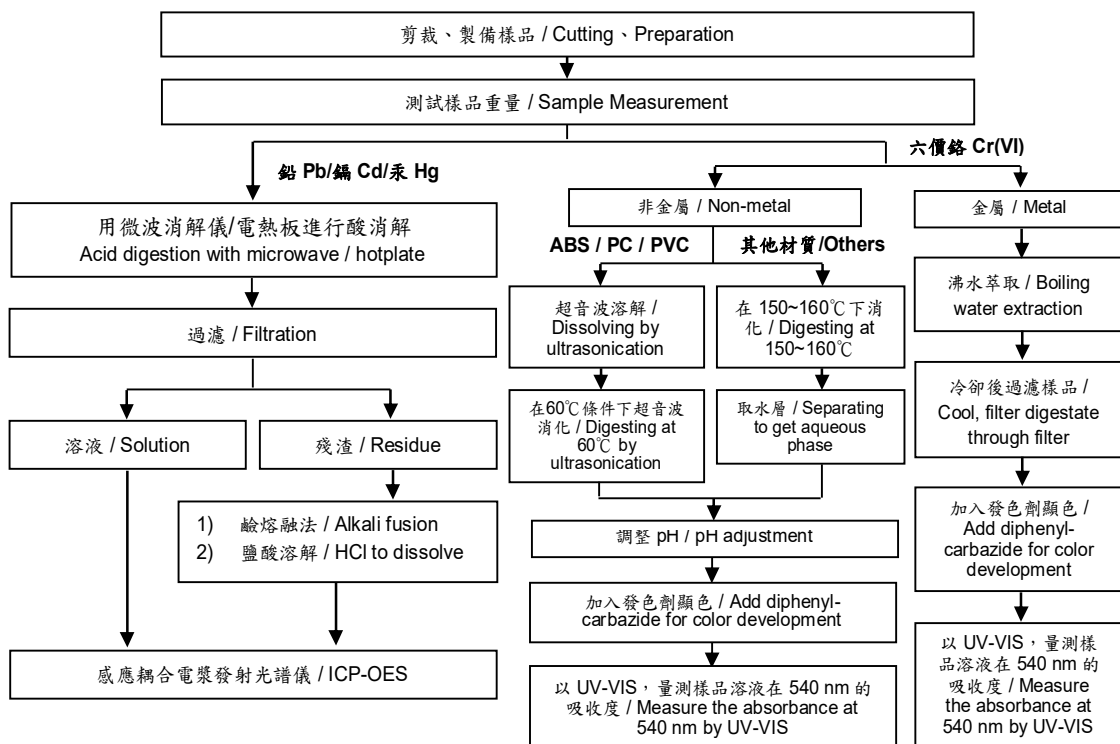 剪裁、製備樣品 / Cutting、Preparation
測試樣品重量 / Sample Measurement
六價鉻 Cr(VI)
鉛 Pb/鎘 Cd/汞 Hg
用微波消解儀/電熱板進行酸消解
Acid digestion with microwave / hotplate
過濾 / Filtration
溶液 / Solution
殘渣 / Residue
1) 鹼熔融法 / Alkali fusion
2) 鹽酸溶解 / HCl to dissolve
感應耦合電漿發射光譜儀 / ICP-OES
非金屬 / Non-metal
ABS / PC / PVC
其他材質/Others
超音波溶解 /
Dissolving by
ultrasonication
在60℃條件下超音波
消化 / Digesting at
60℃ by
ultrasonication
在 150~160℃下消
化 / Digesting at
150~160℃
取水層 / Separating
to get aqueous
phase
調整 pH / pH adjustment
加入發色劑顯色 / Add diphenyl-
carbazide for color development
以 UV-VIS，量測樣品溶液在 540 nm 的
吸收度 / Measure the absorbance at
540 nm by UV-VIS
金屬 / Metal
沸水萃取 / Boiling
water extraction
冷卻後過濾樣品 /
Cool, filter digestate
through filter
加入發色劑顯色 /
Add diphenyl-
carbazide for color
development
以 UV-VIS，量測樣
品溶液在 540 nm 的
吸收度 / Measure
the absorbance at
540 nm by UV-VIS